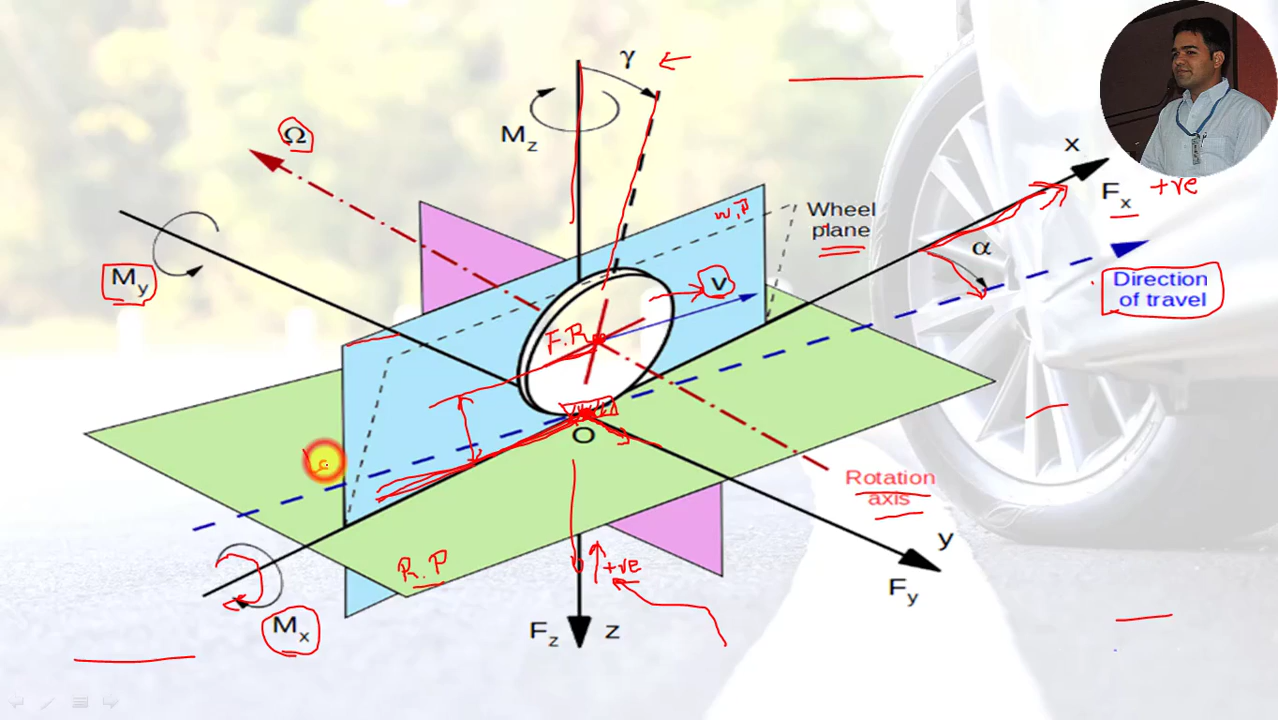 γ
Ω
M_z
x
F_x +ve
W.P
Wheel
plane
α
M_y
v
Direction
of travel
F.R
O
Rotation
axis
y
R.P
+ve
F_y
M_x
F_z z